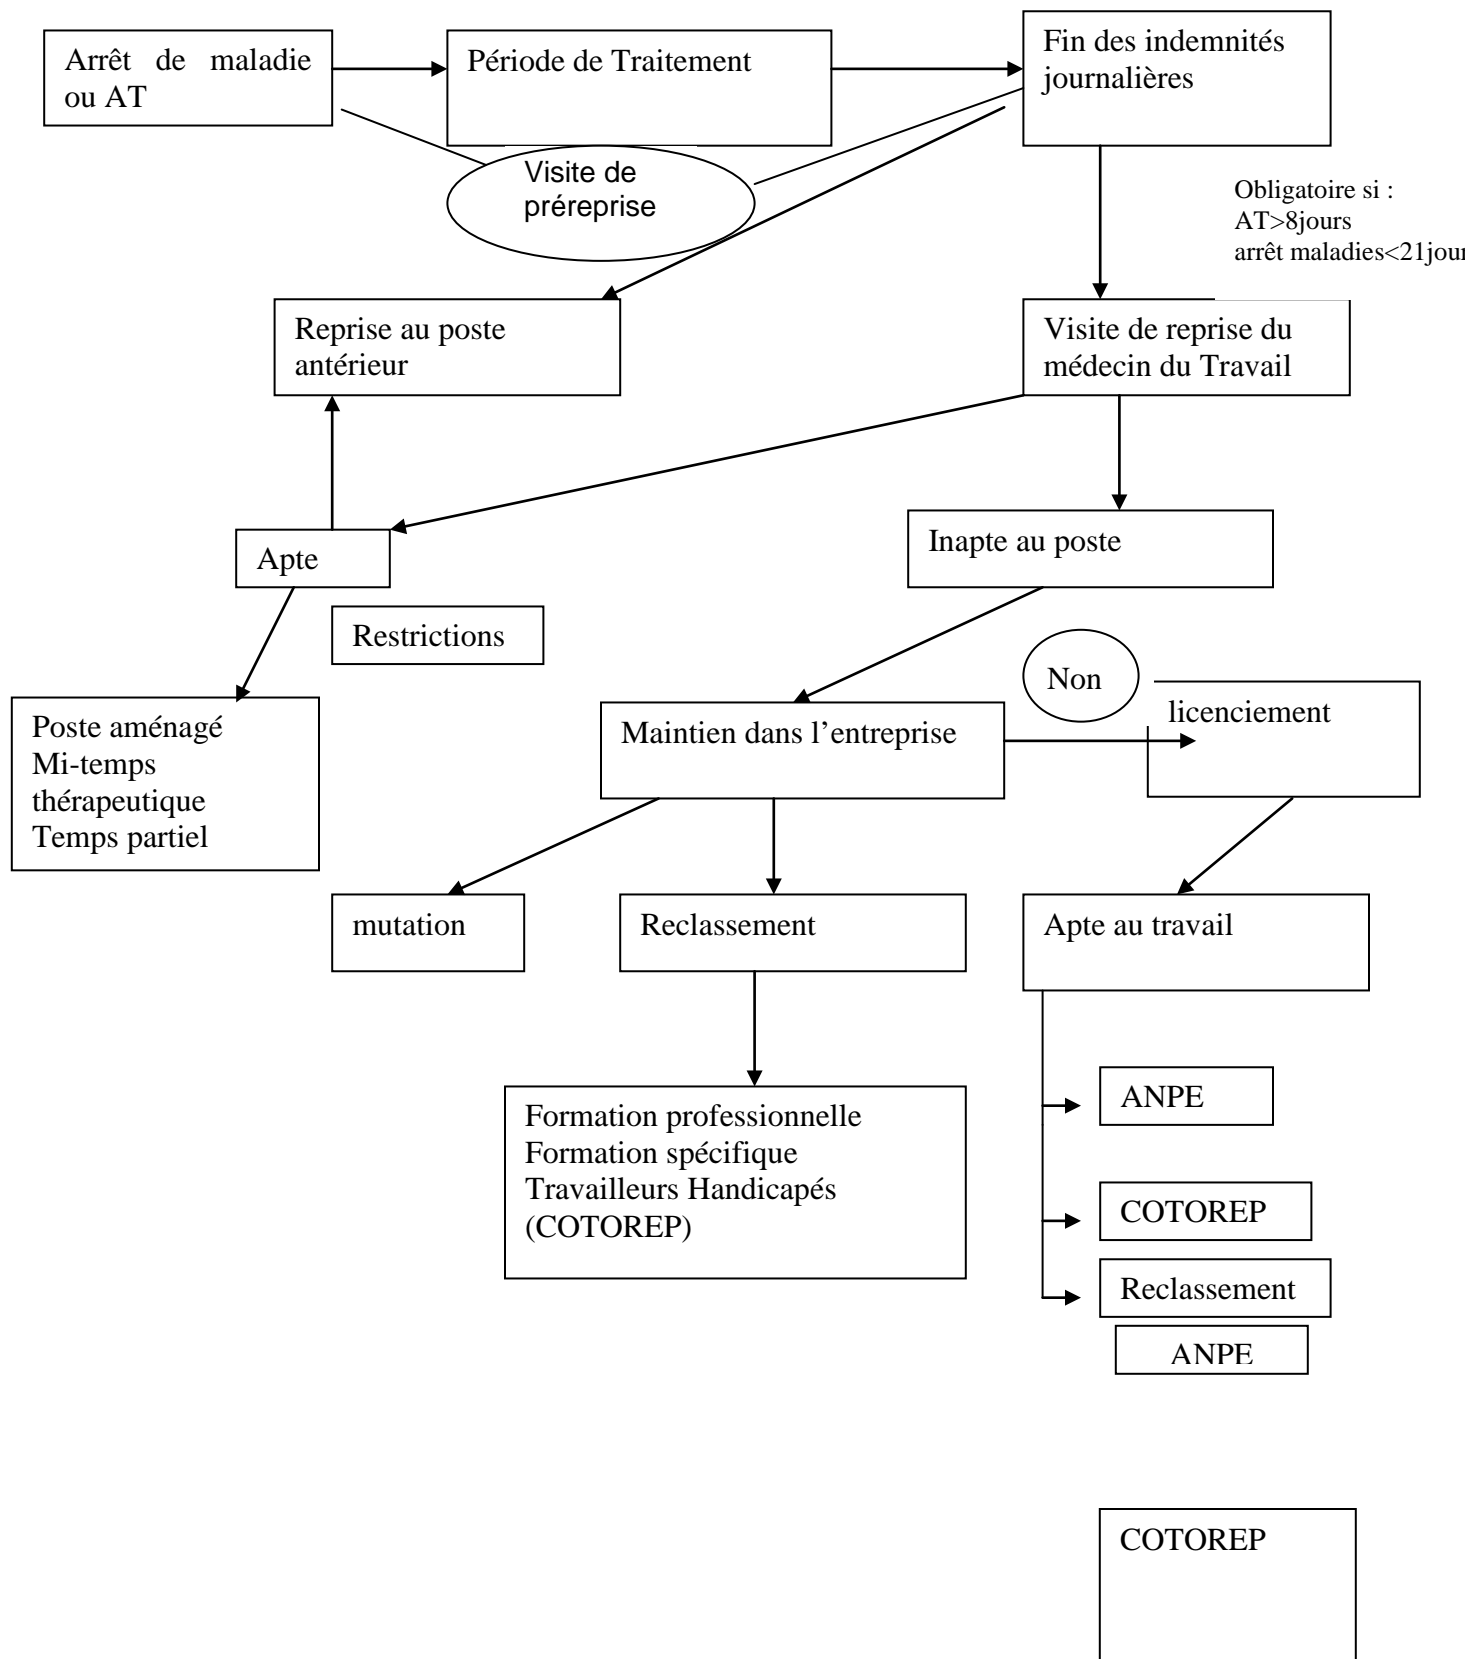 Arrêt de maladie
ou AT
Période de Traitement
Fin des indemnités
journalières
Visite de
préreprise
Obligatoire si :
AT>8jours
arrêt maladies<21jour
Reprise au poste
antérieur
Visite de reprise du
médecin du Travail
Apte
Inapte au poste
Restrictions
Non
Poste aménagé
Mi-temps
thérapeutique
Temps partiel
Maintien dans l’entreprise
licenciement
mutation
Reclassement
Apte au travail
Formation professionnelle
Formation spécifique
Travailleurs Handicapés
(COTOREP)
ANPE
COTOREP
Reclassement
ANPE
COTOREP